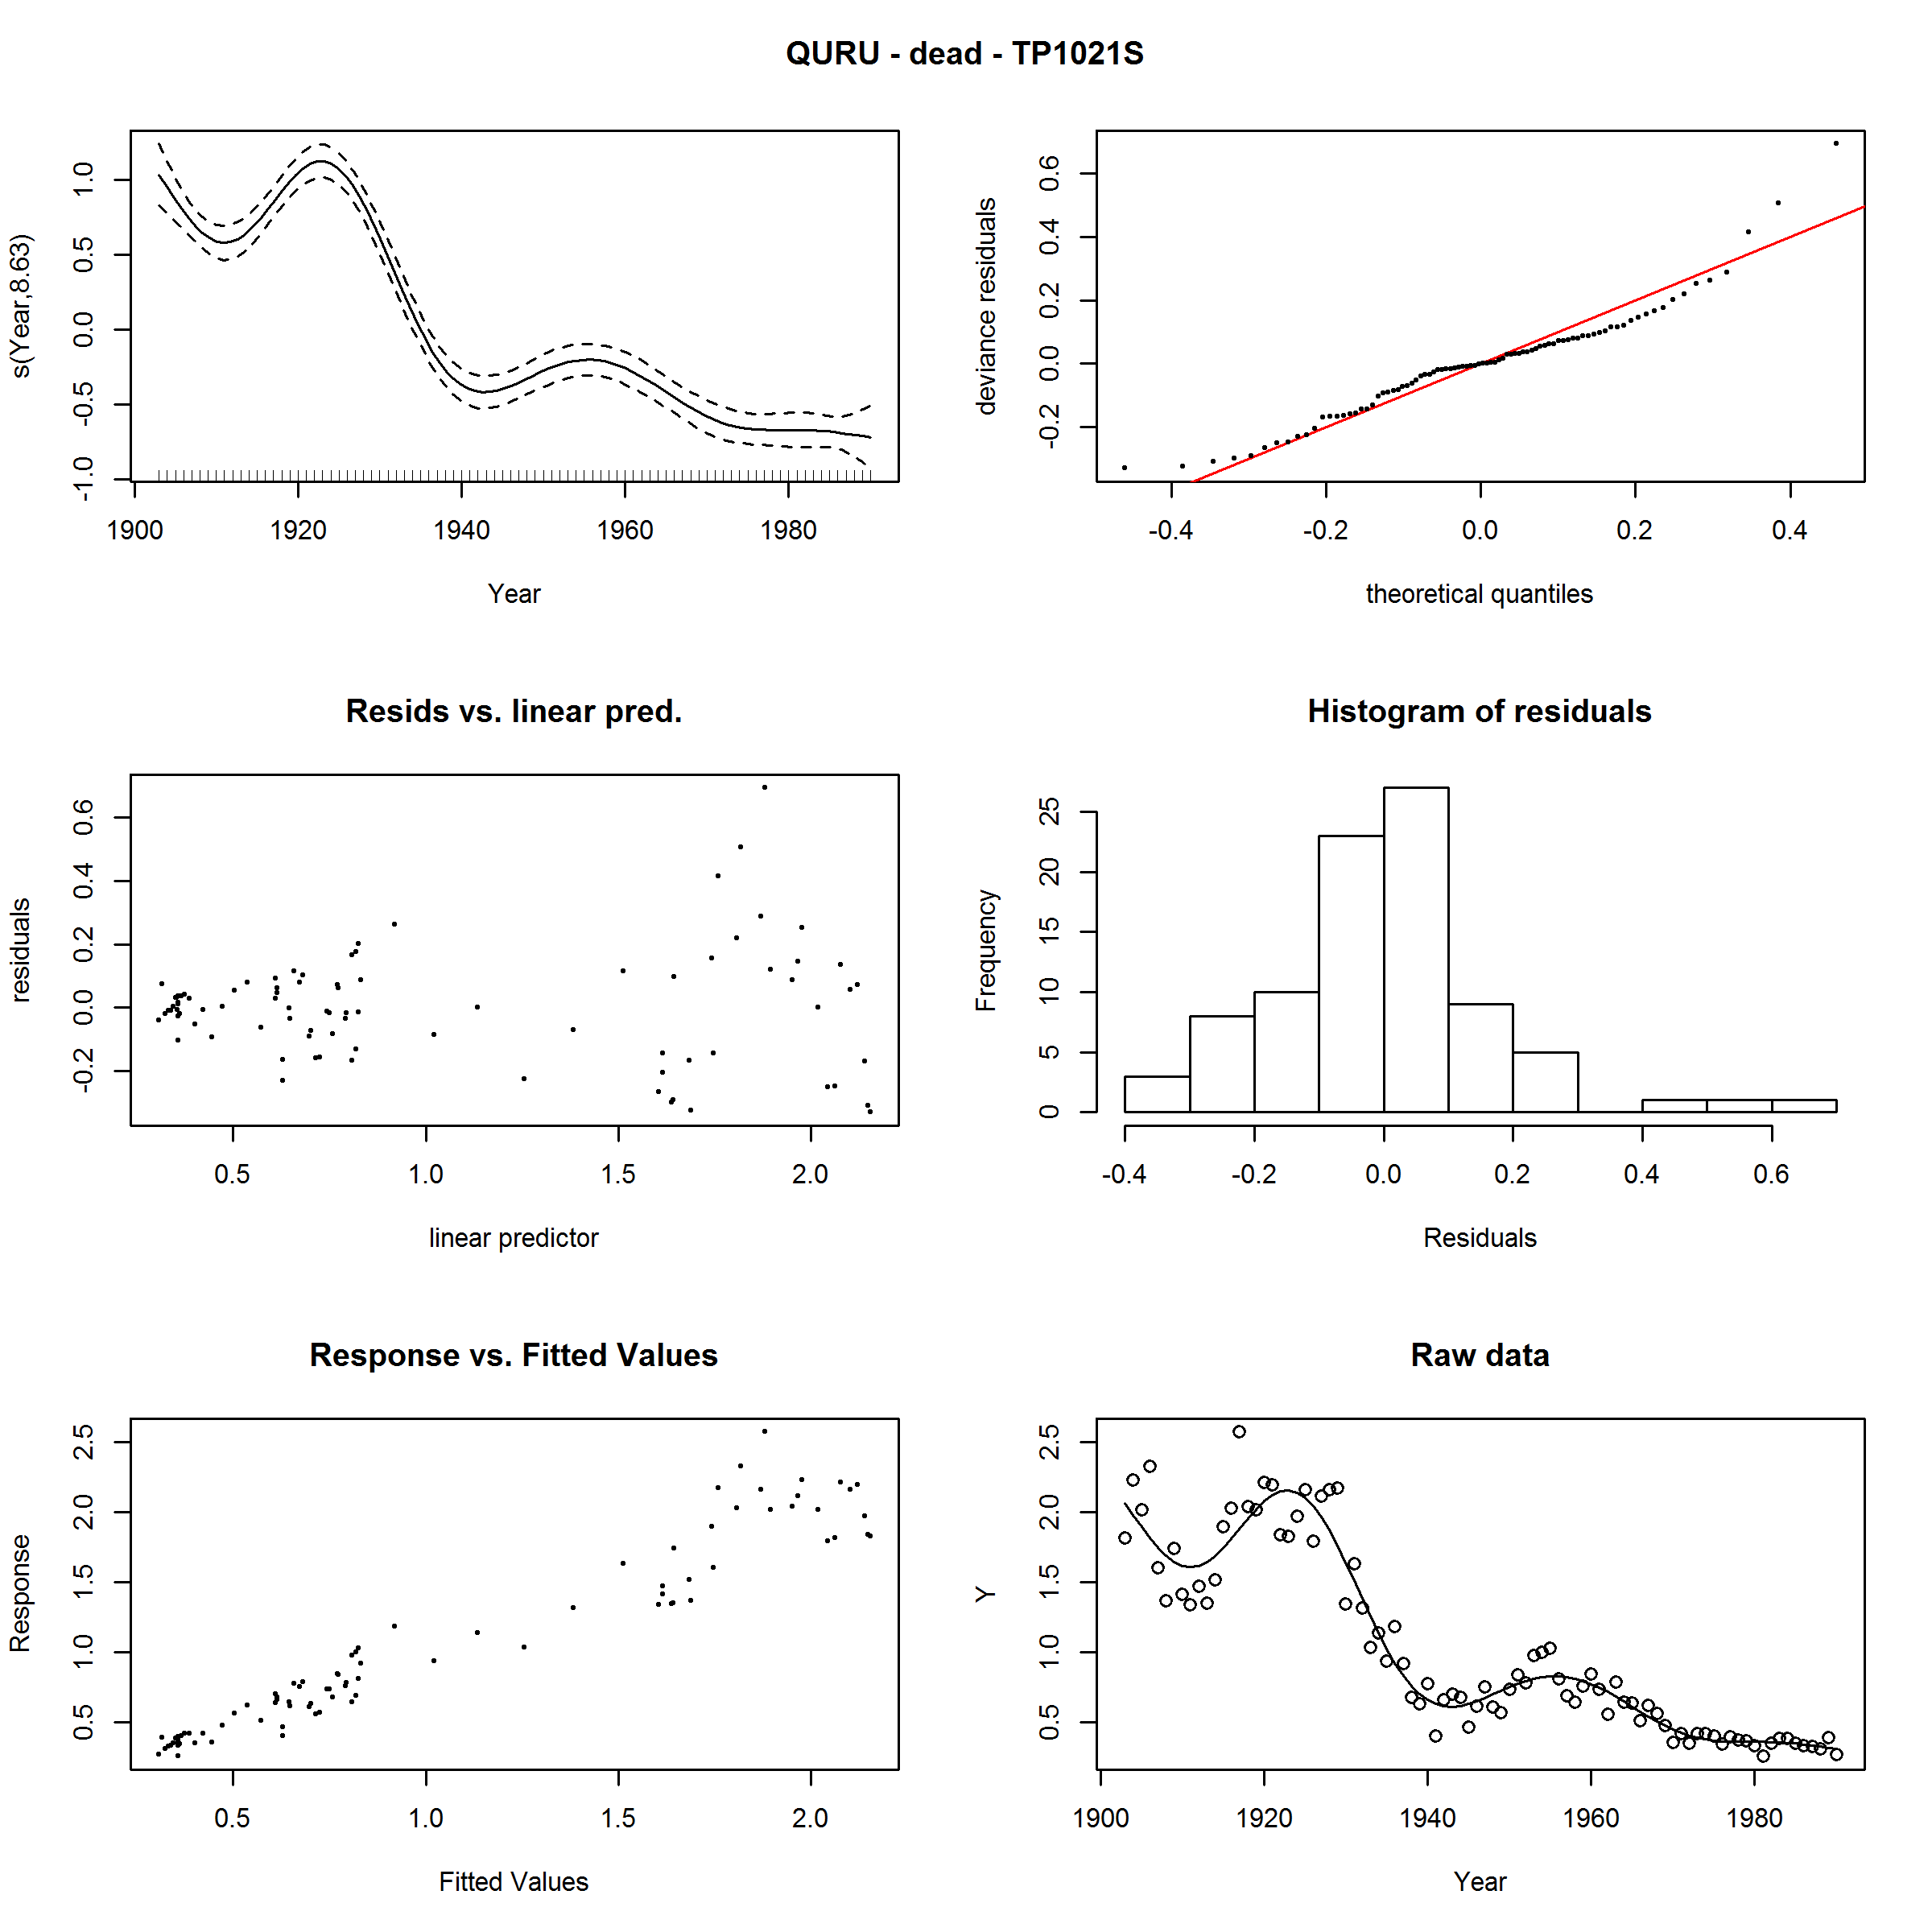 QURU - dead - TP1021S
s(Year,8.63)
-1.0 -0.5 0.0 0.5 1.0
1900 1920 1940 1960 1980
Year
deviance residuals
-0.2 0.0 0.2 0.4 0.6
-0.4 -0.2 0.0 0.2 0.4
theoretical quantiles
Resids vs. linear pred.
residuals
-0.2 0.0 0.2 0.4 0.6
0.5 1.0 1.5 2.0
linear predictor
Histogram of residuals
Frequency
0 5 10 15 20 25
-0.4 -0.2 0.0 0.2 0.4 0.6
Residuals
Response vs. Fitted Values
Response
0.5 1.0 1.5 2.0 2.5
0.5 1.0 1.5 2.0
Fitted Values
Raw data
Y
0.5 1.0 1.5 2.0 2.5
1900 1920 1940 1960 1980
Year